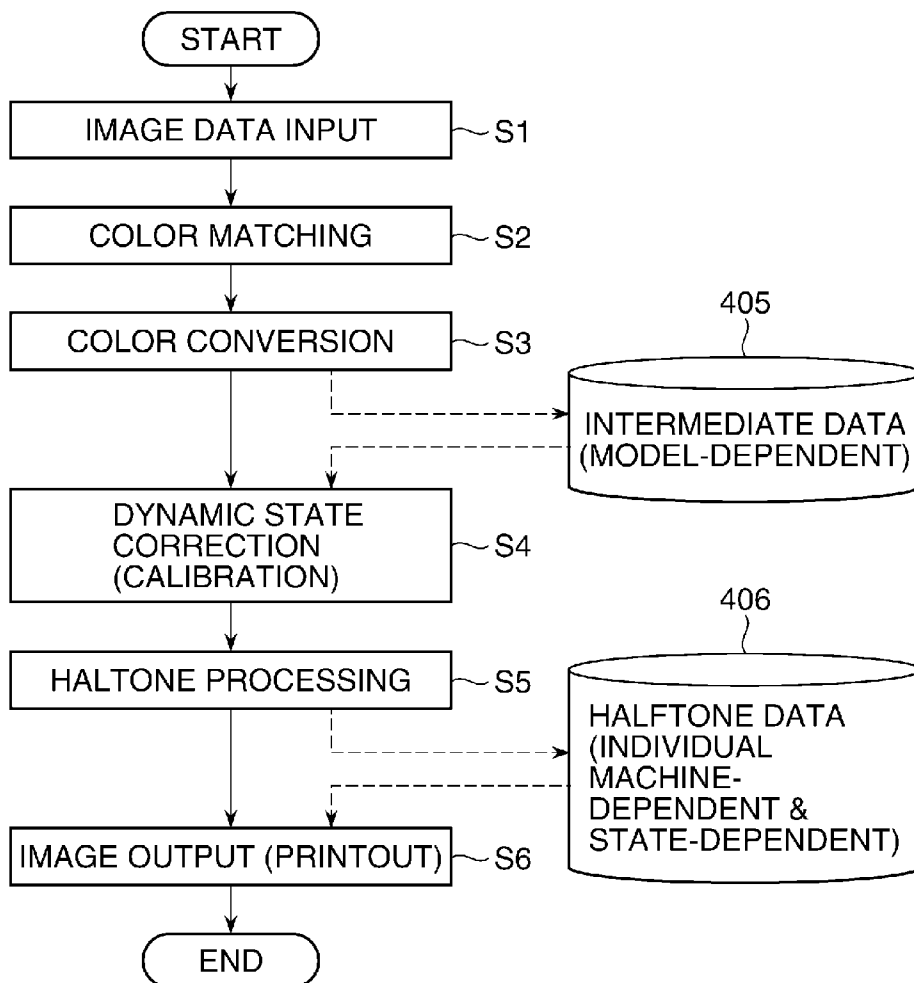 START
IMAGE DATA INPUT
S1
COLOR MATCHING
S2
COLOR CONVERSION
S3
405
INTERMEDIATE DATA
(MODEL-DEPENDENT)
DYNAMIC STATE
CORRECTION
(CALIBRATION)
S4
406
HALTONE PROCESSING
S5
HALFTONE DATA
(INDIVIDUAL
MACHINE-
DEPENDENT &
STATE-DEPENDENT)
IMAGE OUTPUT (PRINTOUT)
S6
END